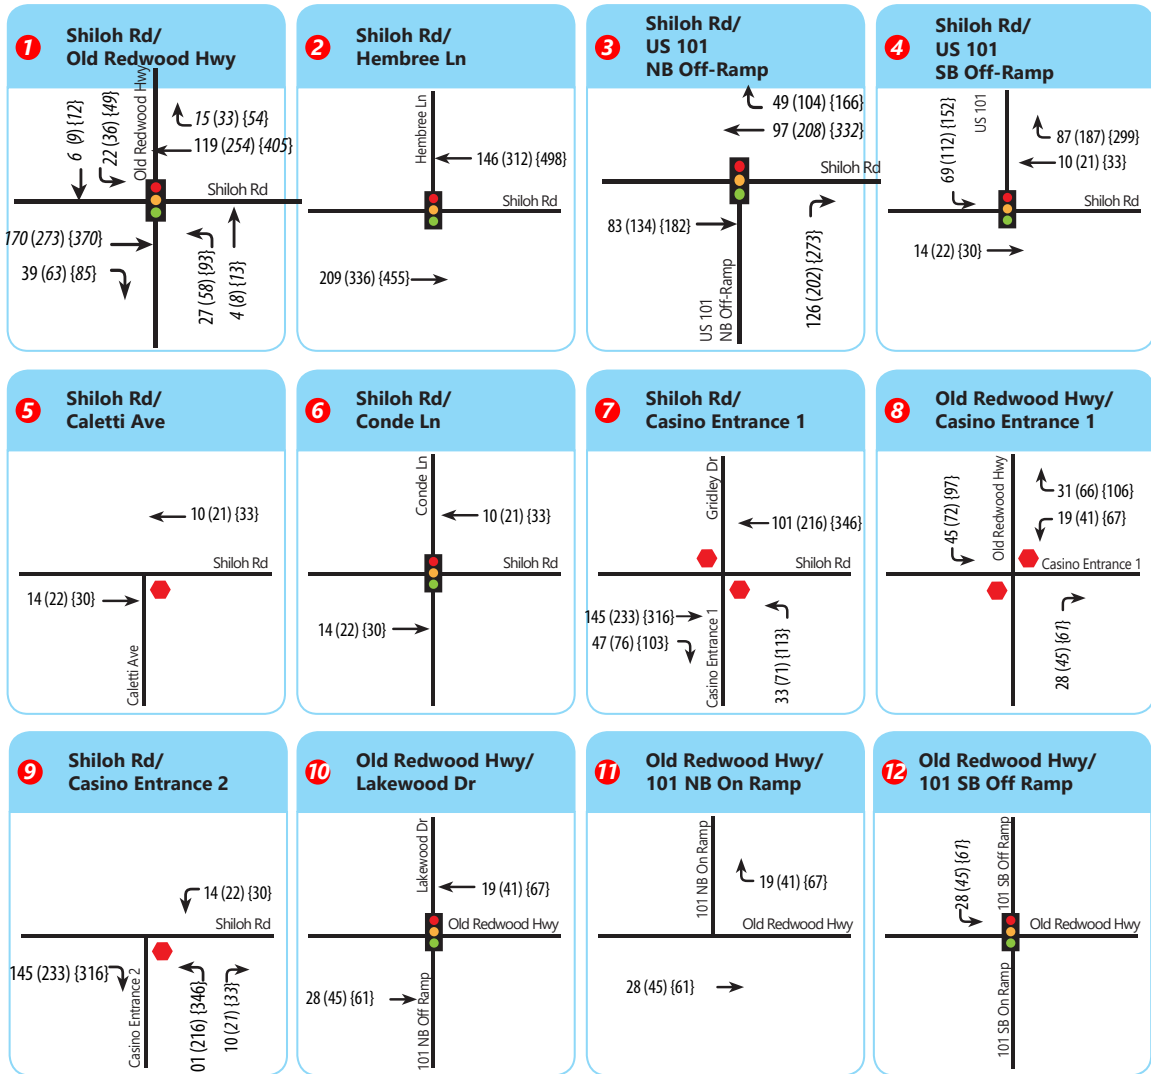 1
Shiloh Rd/
Old Redwood Hwy
6 (9) {12}
22 (36) {49}
Old Redwood Hwy
15 (33) {54}
119 (254) {405}
Shiloh Rd
170 (273) {370}
39 (63) {85}
27 (58) {93}
4 (8) {13}
2
Shiloh Rd/
Hembree Ln
Hembree Ln
146 (312) {498}
Shiloh Rd
209 (336) {455}
3
Shiloh Rd/
US 101
NB Off-Ramp
49 (104) {166}
97 (208) {332}
Shiloh Rd
83 (134) {182}
US 101
NB Off-Ramp
126 (202) {273}
4
Shiloh Rd/
US 101
SB Off-Ramp
69 (112) {152}
US 101
87 (187) {299}
10 (21) {33}
Shiloh Rd
14 (22) {30}
5
Shiloh Rd/
Caletti Ave
10 (21) {33}
Shiloh Rd
14 (22) {30}
Caletti Ave
6
Shiloh Rd/
Conde Ln
Conde Ln
10 (21) {33}
Shiloh Rd
14 (22) {30}
7
Shiloh Rd/
Casino Entrance 1
Gridley Dr
101 (216) {346}
Shiloh Rd
145 (233) {316}
47 (76) {103}
Casino Entrance 1
33 (71) {113}
8
Old Redwood Hwy/
Casino Entrance 1
45 (72) {97}
Old Redwood Hwy
31 (66) {106}
19 (41) {67}
Casino Entrance 1
28 (45) {61}
9
Shiloh Rd/
Casino Entrance 2
14 (22) {30}
Shiloh Rd
145 (233) {316}
Casino Entrance 2
01 (216) {346}
10 (21) {33}
10
Old Redwood Hwy/
Lakewood Dr
Lakewood Dr
19 (41) {67}
Old Redwood Hwy
28 (45) {61}
101 NB Off Ramp
11
Old Redwood Hwy/
101 NB On Ramp
101 NB On Ramp
19 (41) {67}
Old Redwood Hwy
28 (45) {61}
12
Old Redwood Hwy/
101 SB Off Ramp
28 (45) {61}
101 SB Off Ramp
Old Redwood Hwy
101 SB On Ramp